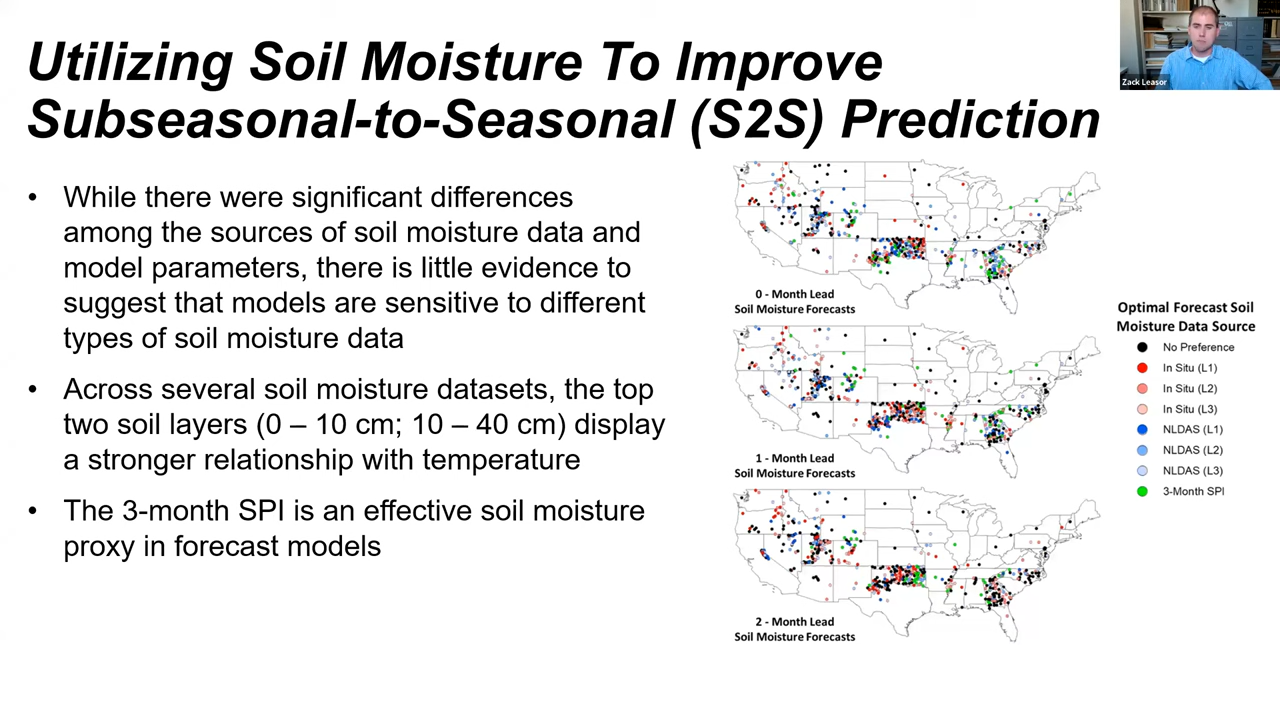 Utilizing Soil Moisture To Improve
Subseasonal-to-Seasonal (S2S) Prediction
Zack Leasor
• While there were significant differences
among the sources of soil moisture data and
model parameters, there is little evidence to
suggest that models are sensitive to different
types of soil moisture data
• Across several soil moisture datasets, the top
two soil layers (0 – 10 cm; 10 – 40 cm) display
a stronger relationship with temperature
• The 3-month SPI is an effective soil moisture
proxy in forecast models
0 - Month Lead
Soil Moisture Forecasts
1 - Month Lead
Soil Moisture Forecasts
2 - Month Lead
Soil Moisture Forecasts
Optimal Forecast Soil
Moisture Data Source
No Preference
In Situ (L1)
In Situ (L2)
In Situ (L3)
NLDAS (L1)
NLDAS (L2)
NLDAS (L3)
3-Month SPI